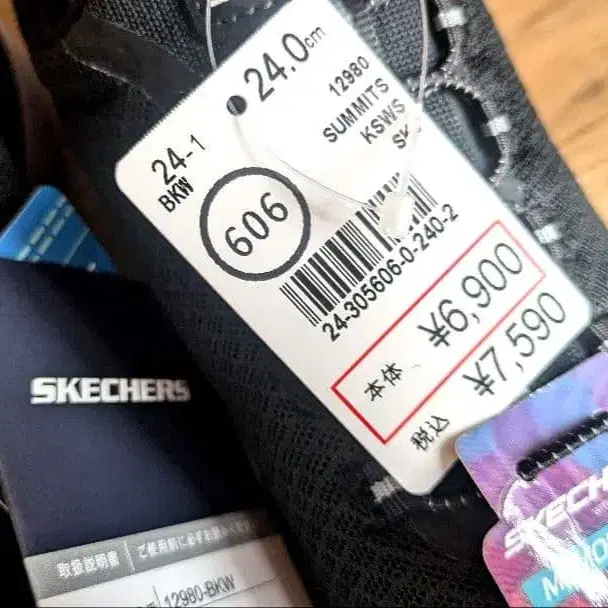 24.0cm
12980
SUMMITS
KSWS
24-1
BKW
606
24-305606-0-240-2
本体 ¥6,900
税込 ¥7,590
SKECHERS
取扱説明書
12980-BKW